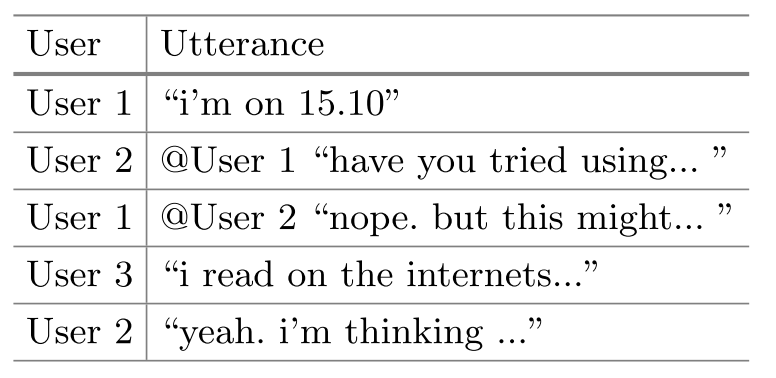 User Utterance
User 1 “i’m on 15.10”
User 2 @User 1 “have you tried using... ”
User 1 @User 2 “nope. but this might... ”
User 3 “i read on the internets...”
User 2 “yeah. i’m thinking ...”